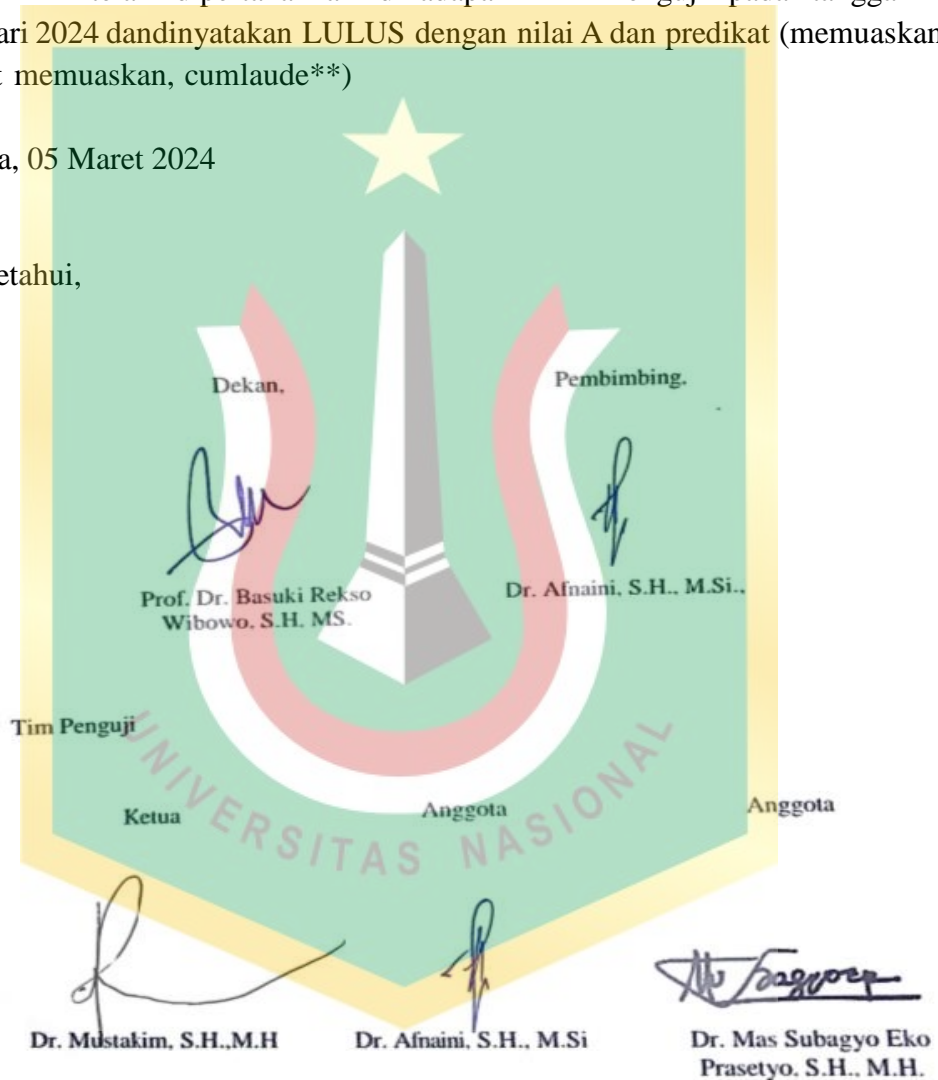 ari 2024 dandinyatakan LULUS dengan nilai A dan predikat (memuaskan
memuaskan, cumlaude**)
a, 05 Maret 2024
etahui,
Dekan,
Pembimbing,
Prof. Dr. Basuki Rekso
Wibowo, S.H. MS.
Dr. Afnaini, S.H., M.Si.,
Tim Penguji
Ketua
Anggota
Anggota
UNIVERSITAS NASIONAL
Dr. Mustakim, S.H.,M.H
Dr. Afnaini, S.H., M.Si
Dr. Mas Subagyo Eko
Prasetyo, S.H., M.H.